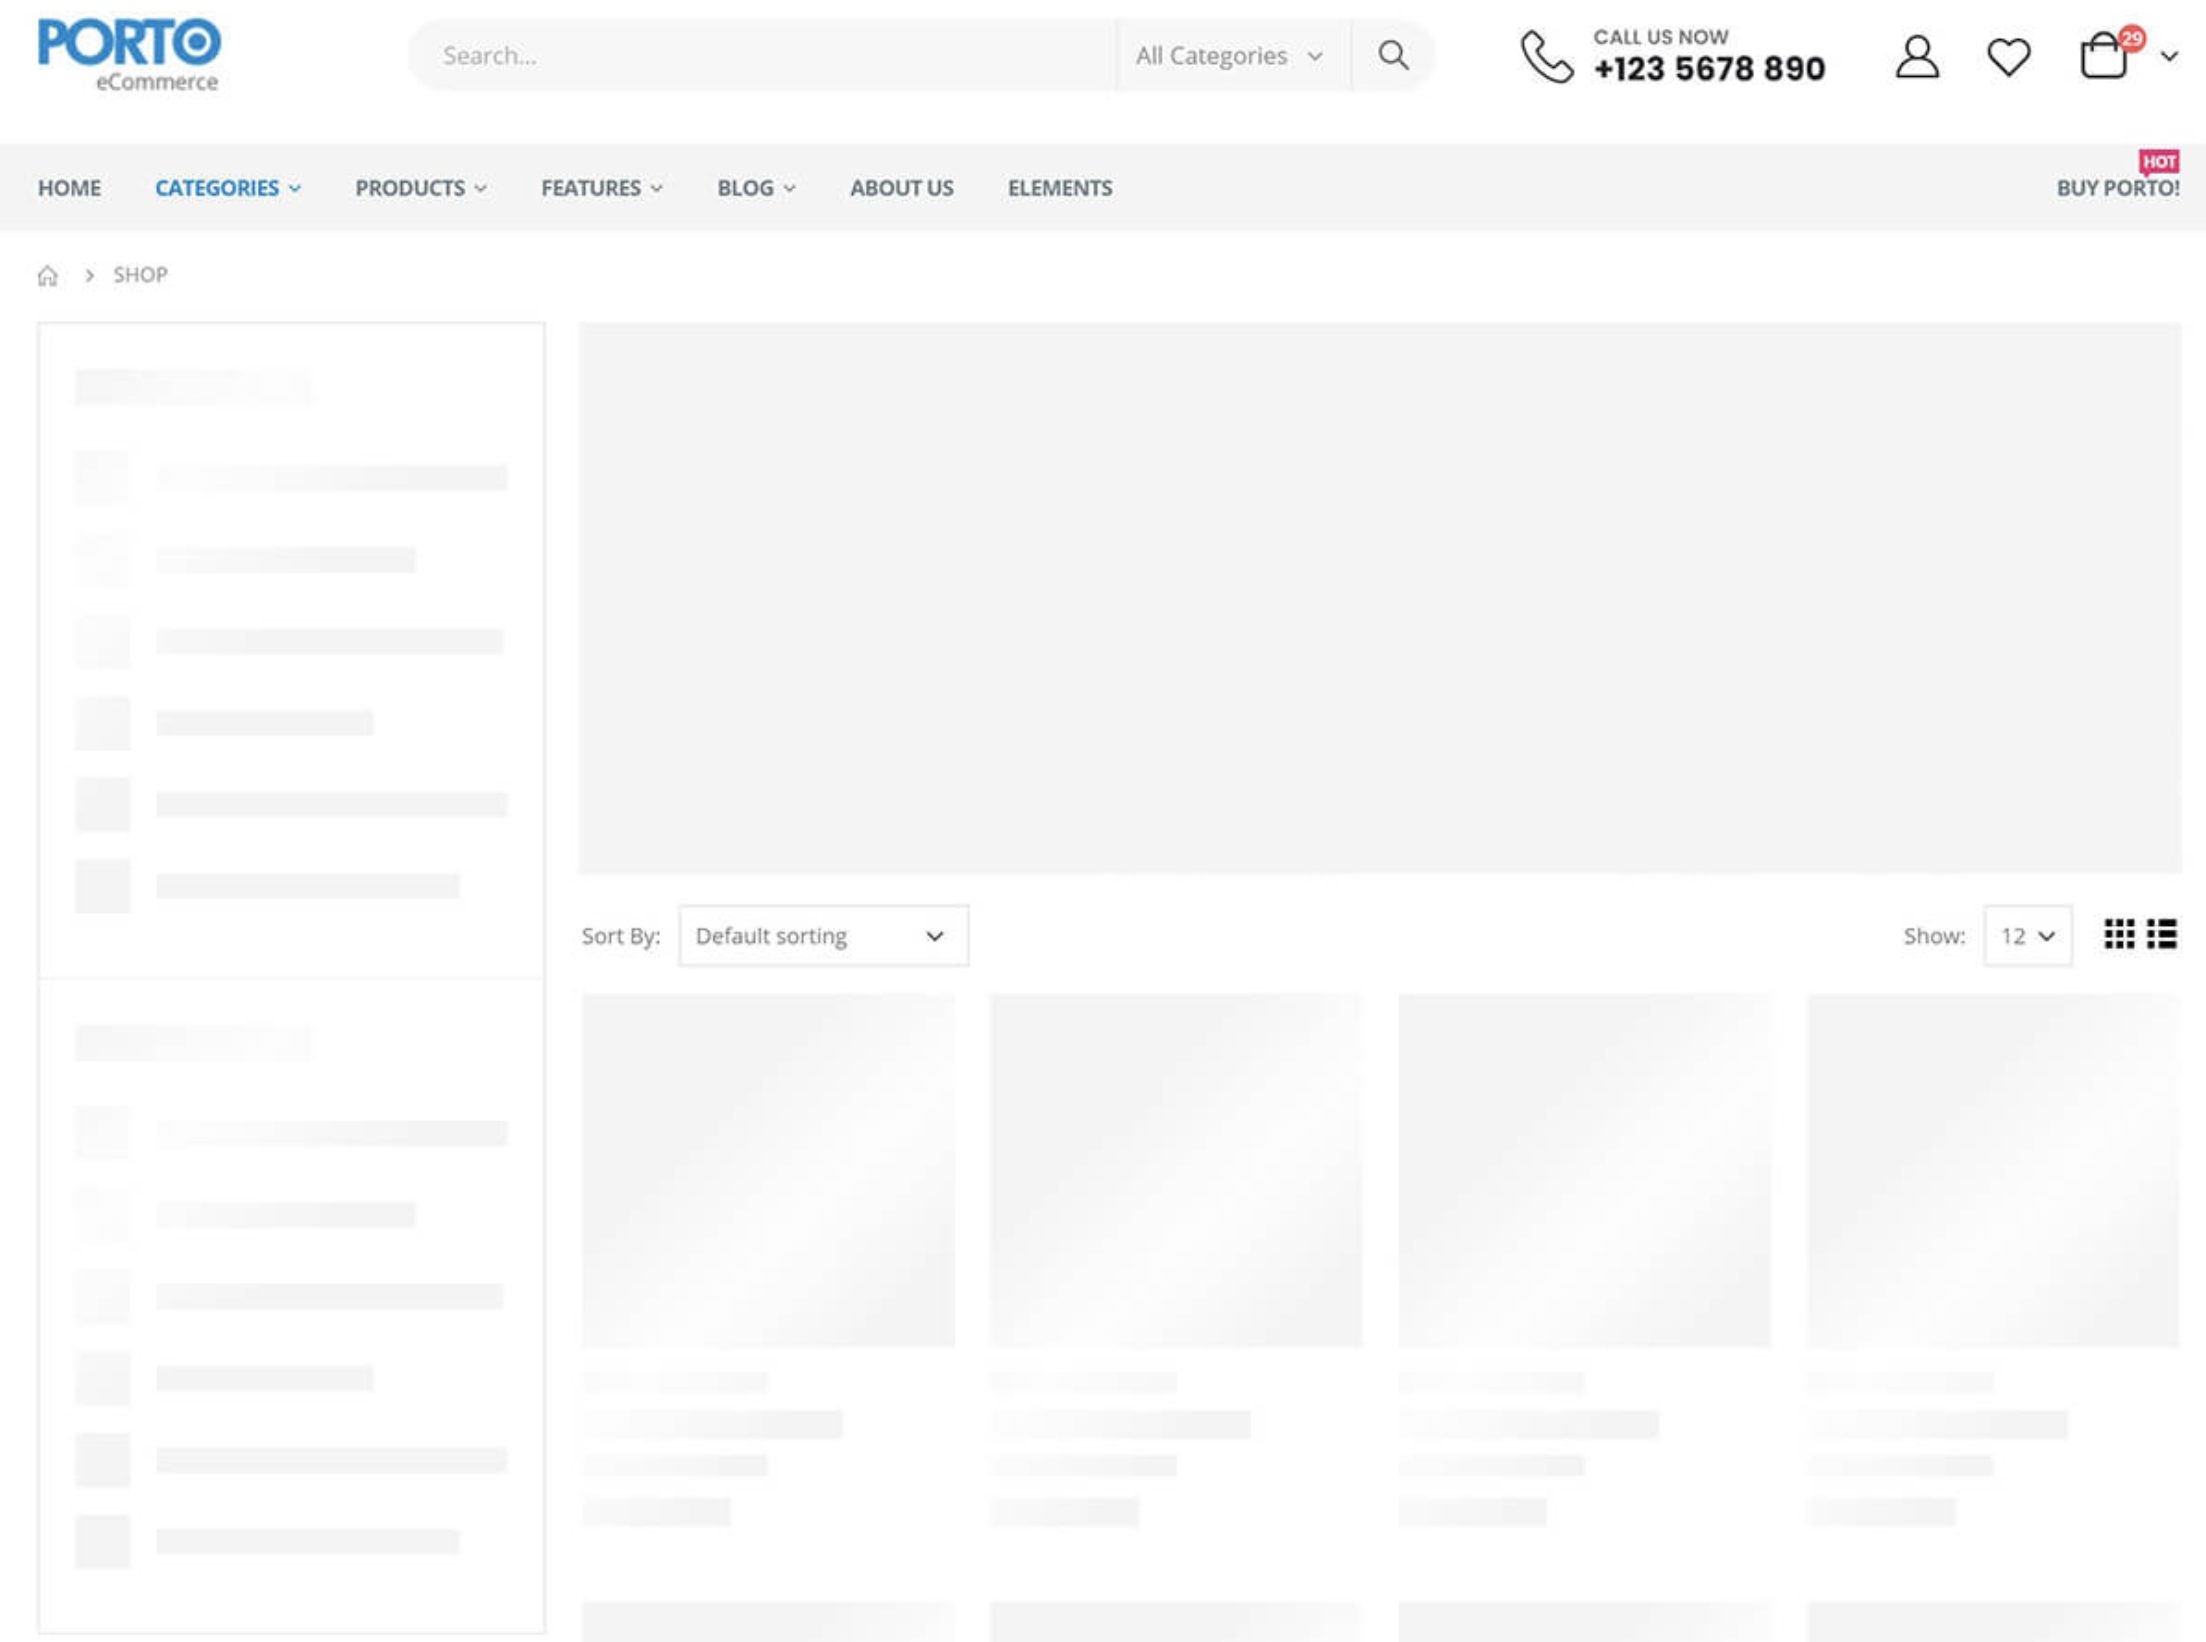 PORTO
eCommerce
Search...
All Categories
CALL US NOW
+123 5678 890
29
HOME
CATEGORIES
PRODUCTS
FEATURES
BLOG
ABOUT US
ELEMENTS
HOT
BUY PORTO!
SHOP
Sort By:
Default sorting
Show:
12